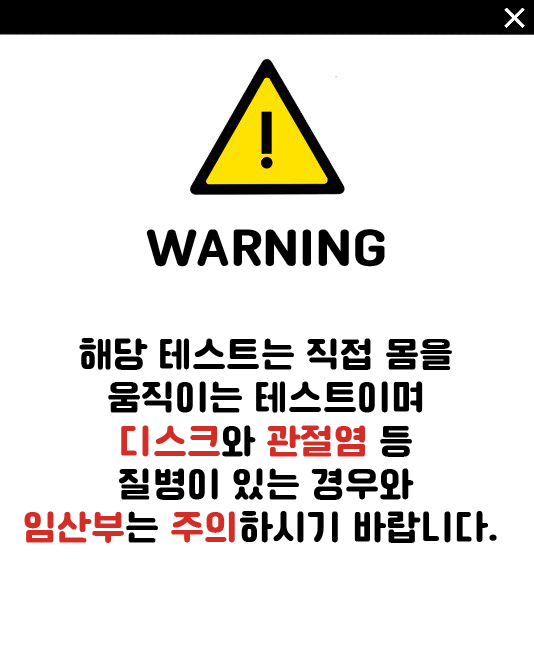 WARNING
해당 테스트는 직접 몸을
움직이는 테스트이며
디스크와 관절염 등
질병이 있는 경우와
임산부는 주의하시기 바랍니다.